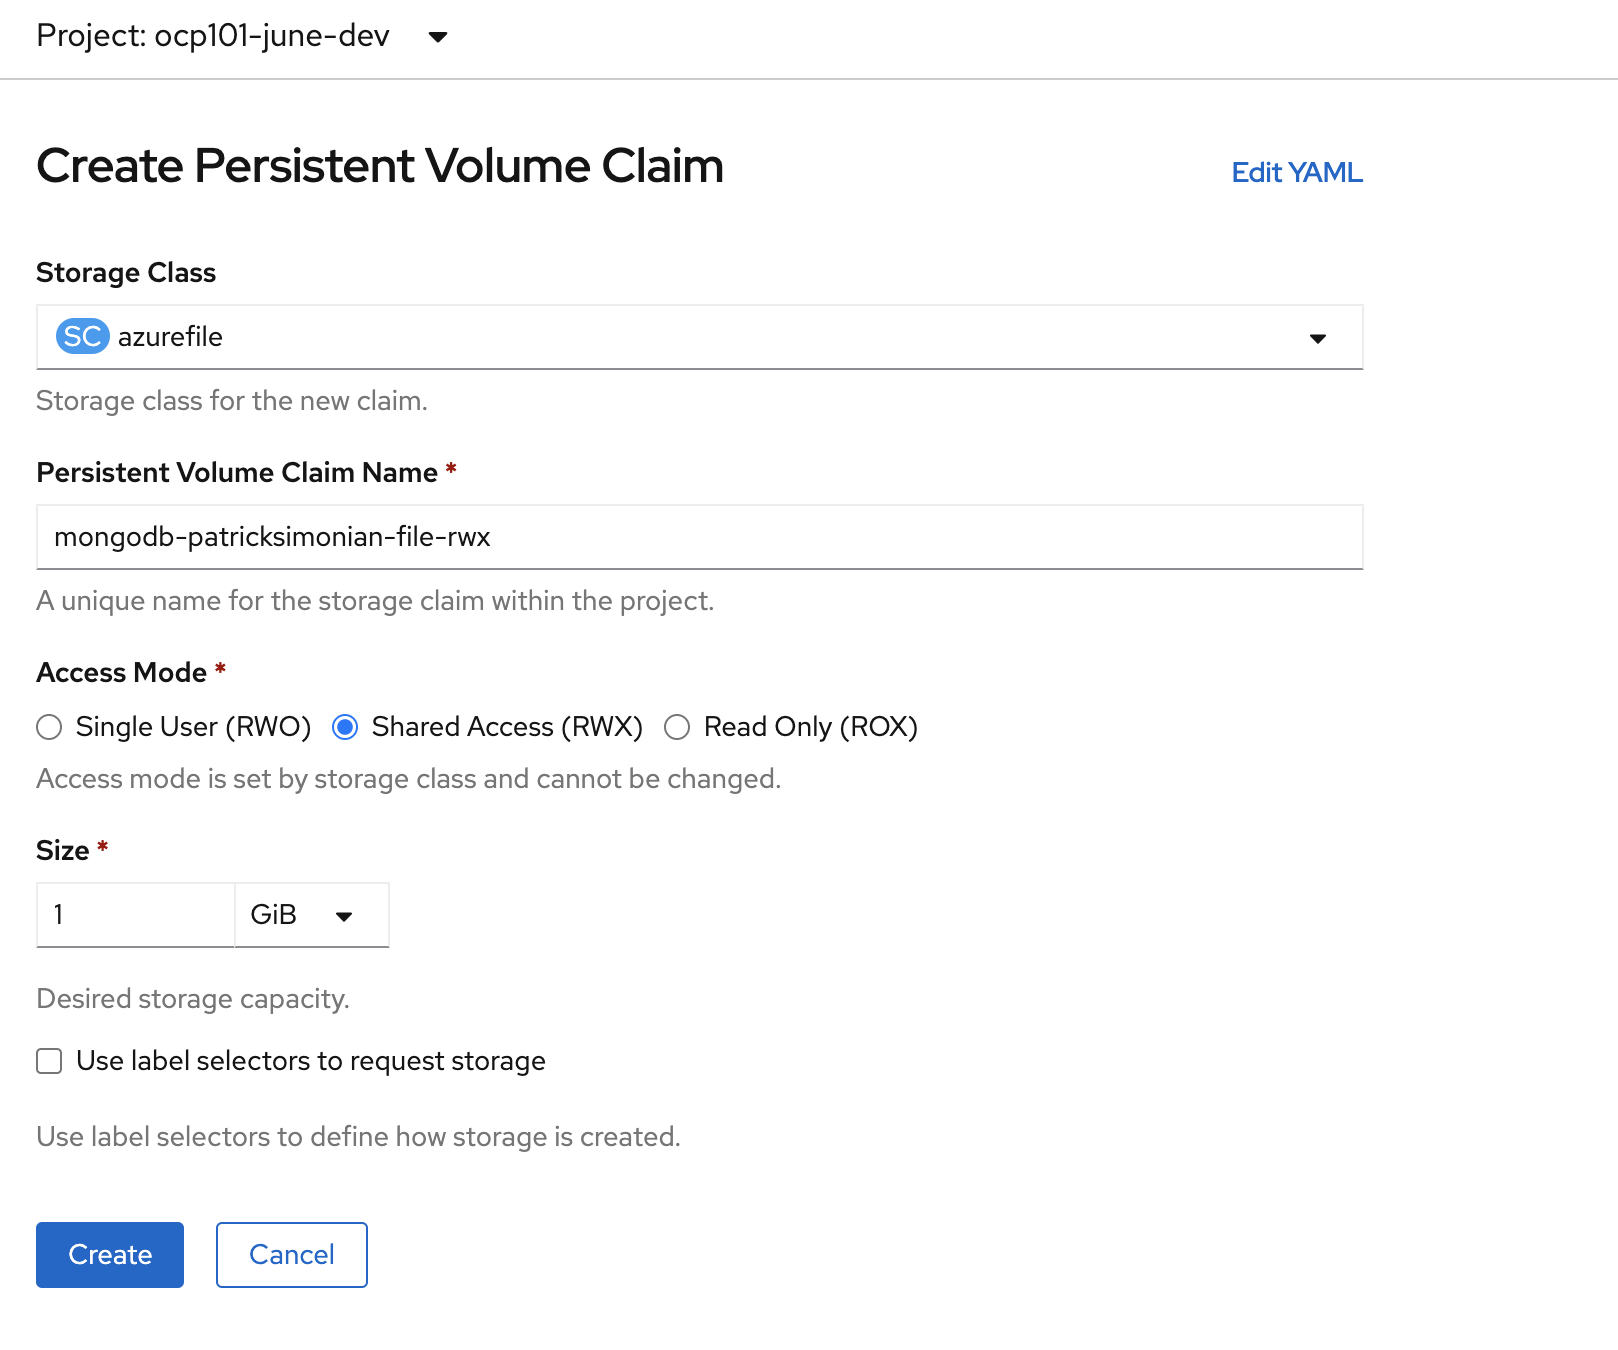 Project: ocp101-june-dev
Create Persistent Volume Claim
Edit YAML
Storage Class
SC azurefile
Storage class for the new claim.
Persistent Volume Claim Name *
mongodb-patricksimonian-file-rwx
A unique name for the storage claim within the project.
Access Mode *
Single User (RWO) Shared Access (RWX) Read Only (ROX)
Access mode is set by storage class and cannot be changed.
Size *
1 GiB
Desired storage capacity.
Use label selectors to request storage
Use label selectors to define how storage is created.
Create Cancel